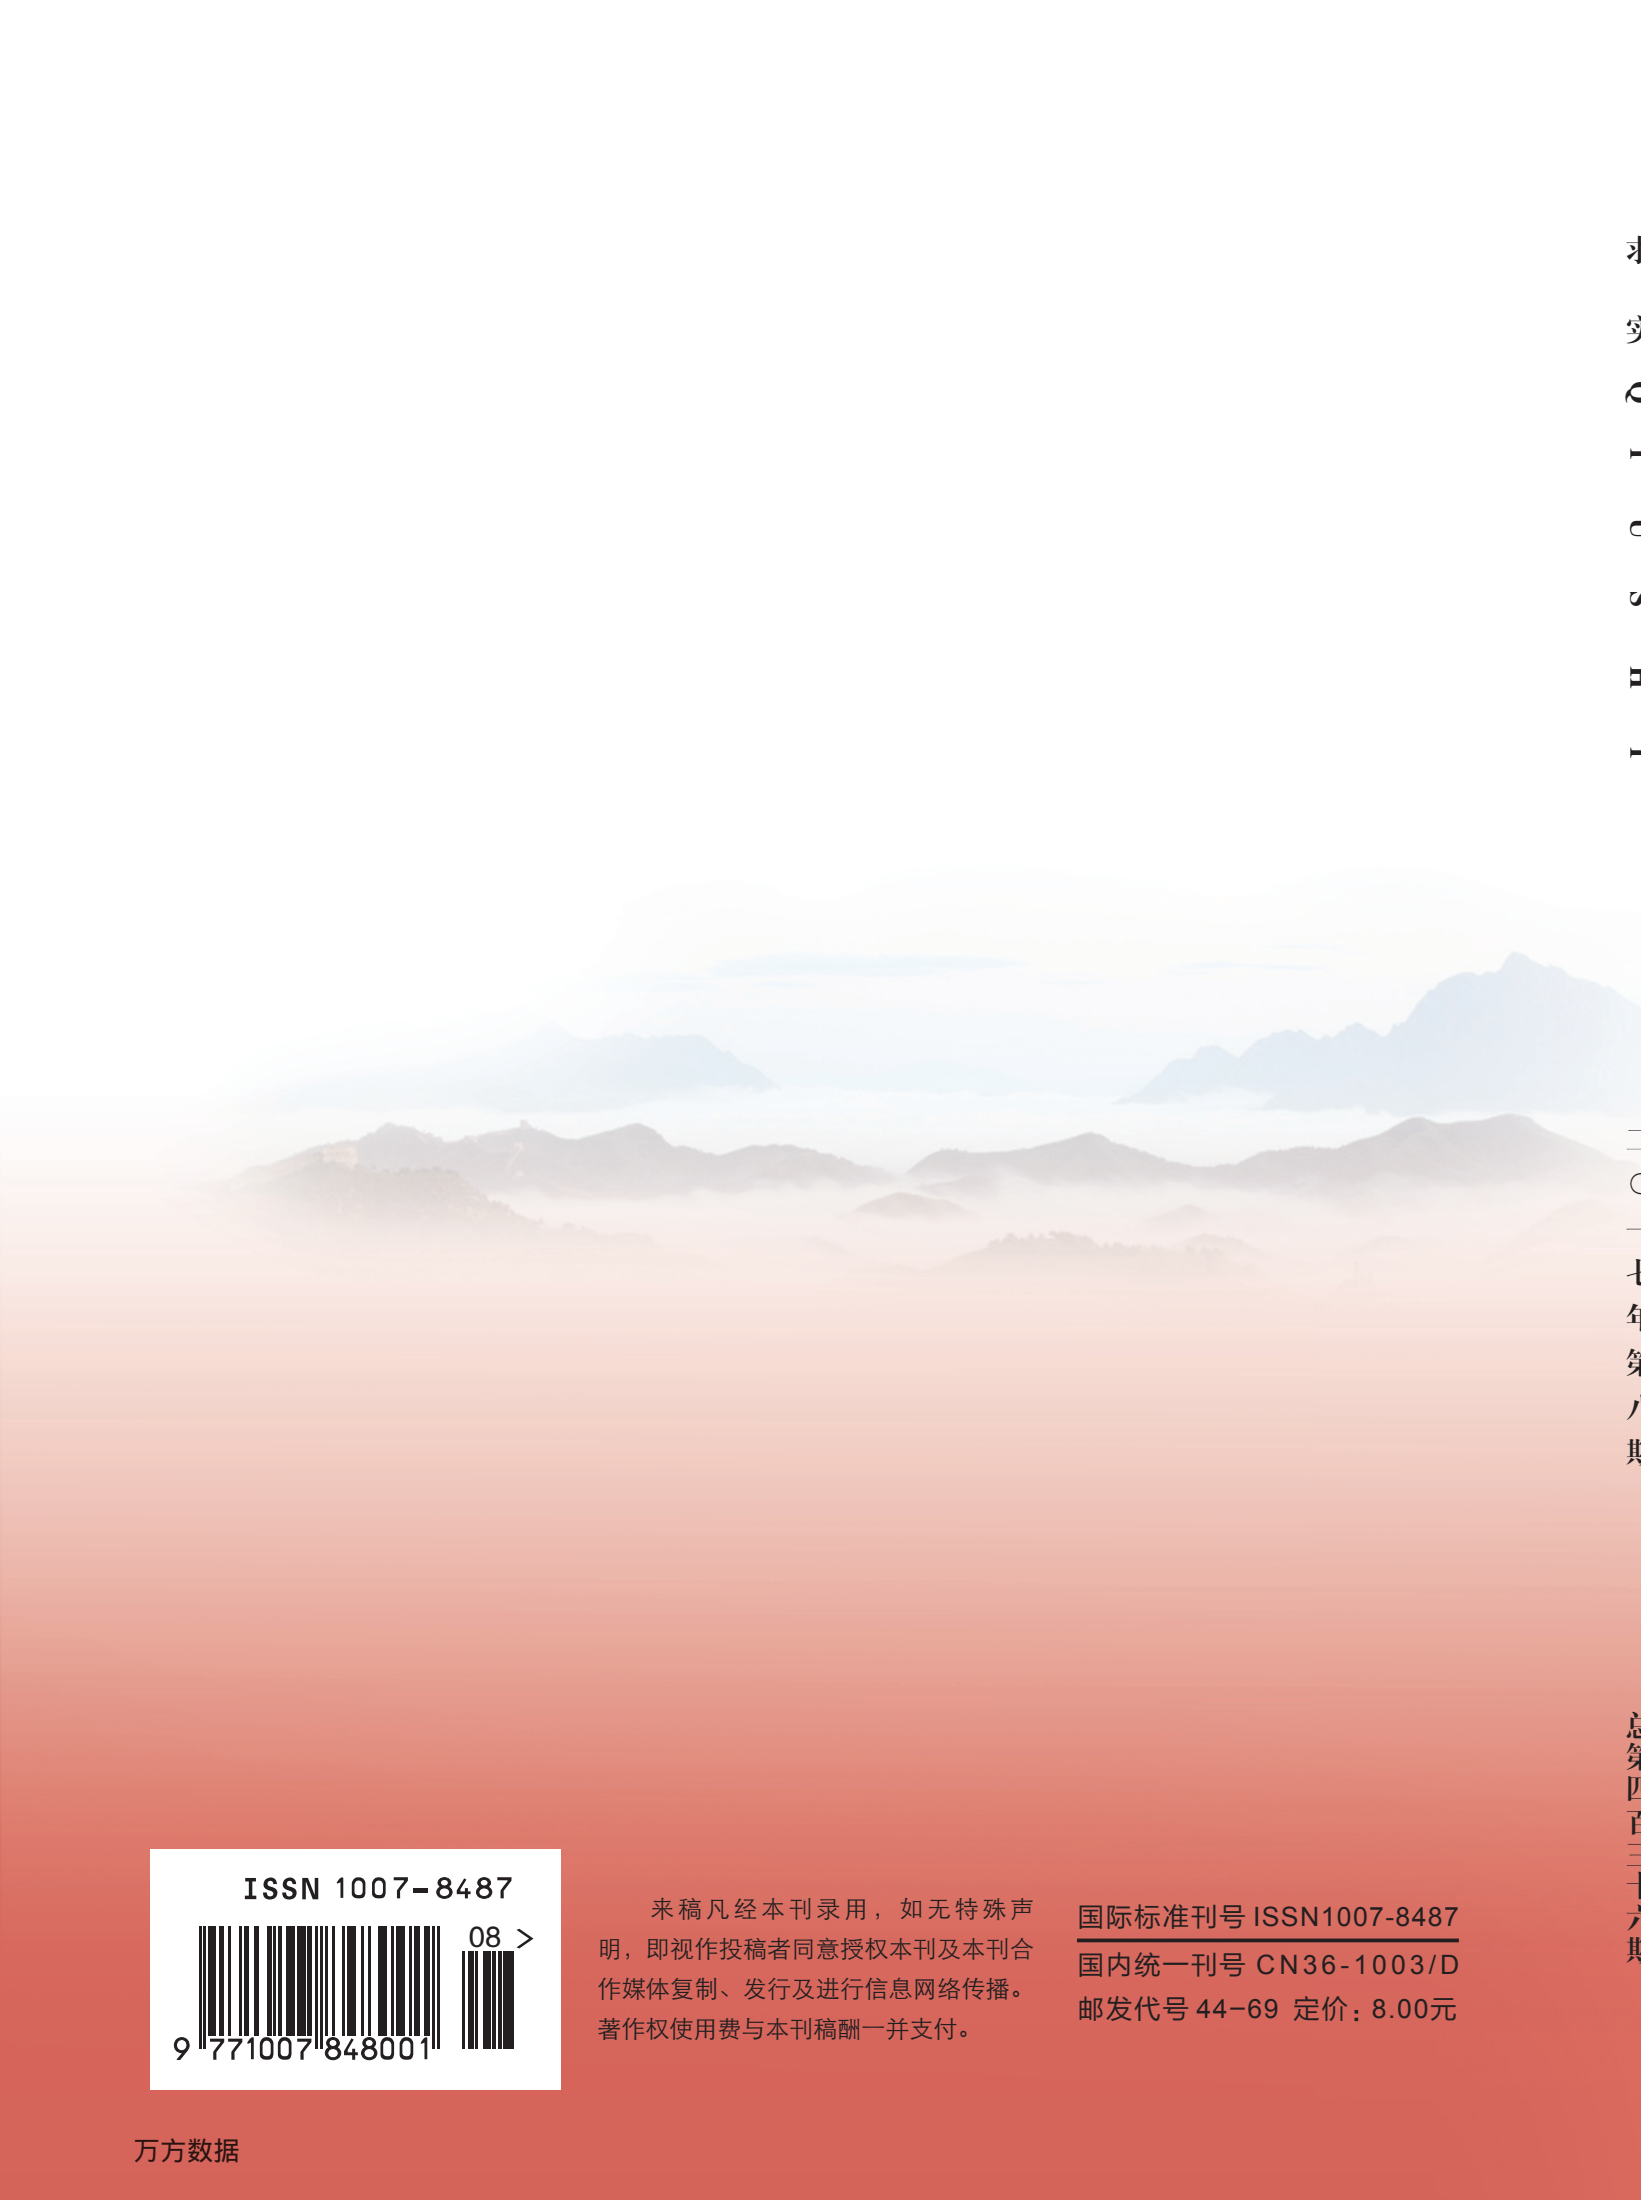 ISSN 1007-8487
08 >
9 771007 848001
来稿凡经本刊录用，如无特殊声
明，即视作投稿者同意授权本刊及本刊合
作媒体复制、发行及进行信息网络传播。
著作权使用费与本刊稿酬一并支付。
国际标准刊号 ISSN1007-8487
国内统一刊号 CN36-1003/D
邮发代号 44-69 定价：8.00元
万方数据